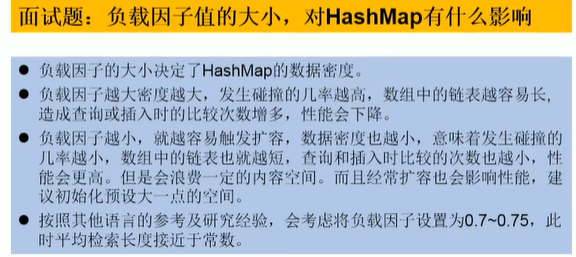 面试题：负载因子值的大小，对HashMap有什么影响
● 负载因子的大小决定了HashMap的数据密度。
● 负载因子越大密度越大，发生碰撞的几率越高，数组中的链表越容易长,
造成查询或插入时的比较次数增多，性能会下降。
● 负载因子越小，就越容易触发扩容，数据密度也越小，意味着发生碰撞的
几率越小，数组中的链表也就越短，查询和插入时比较的次数也越小，性
能会更高。但是会浪费一定的内容空间。而且经常扩容也会影响性能，建
议初始化预设大一点的空间。
● 按照其他语言的参考及研究经验，会考虑将负载因子设置为0.7~0.75，此
时平均检索长度接近于常数。